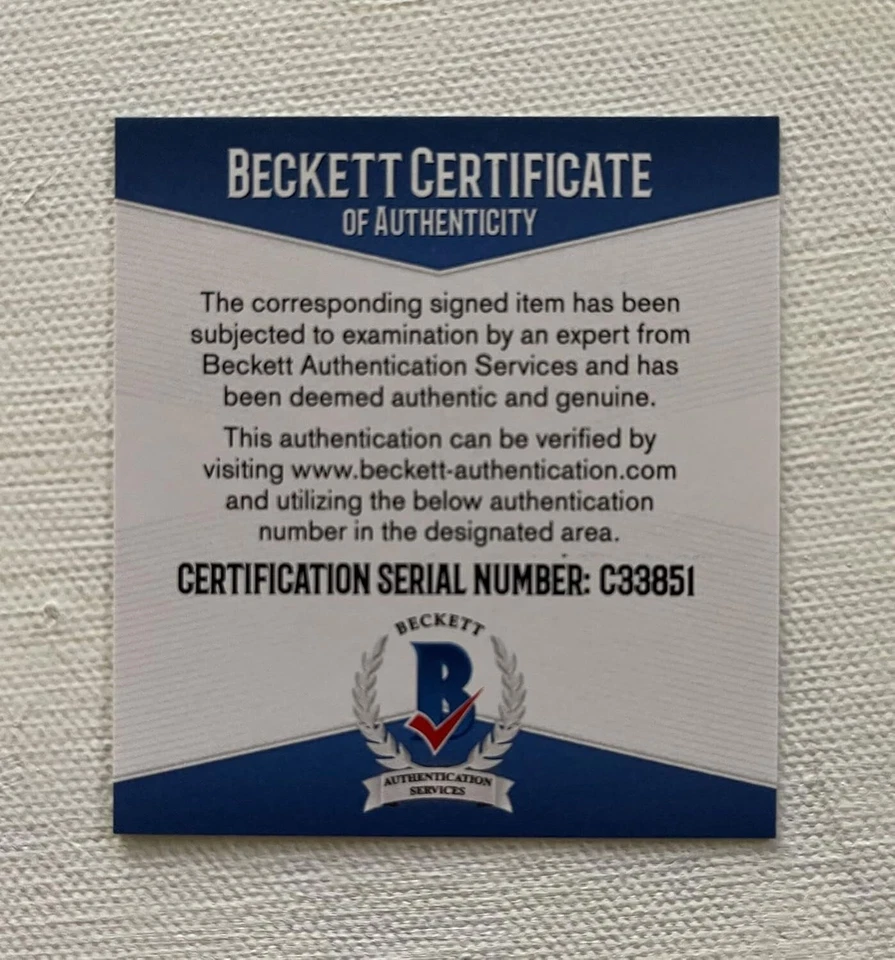 BECKETT CERTIFICATE
OF AUTHENTICITY
The corresponding signed item has been
subjected to examination by an expert from
Beckett Authentication Services and has
been deemed authentic and genuine.
This authentication can be verified by
visiting www.beckett-authentication.com
and utilizing the below authentication
number in the designated area.
CERTIFICATION SERIAL NUMBER: C33851
BECKETT
B
AUTHENTICATION
SERVICES